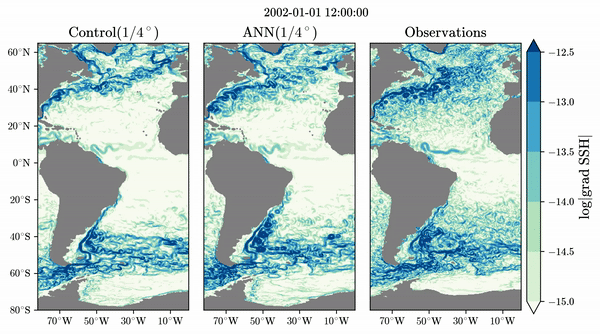 2002-01-01 12:00:00
Control(1/4°)
ANN(1/4°)
Observations
60°N
40°N
20°N
0°N
20°S
40°S
60°S
80°S
70°W 50°W 30°W 10°W
70°W 50°W 30°W 10°W
70°W 50°W 30°W 10°W
−12.5
−13.0
−13.5
−14.0
−14.5
−15.0
log|grad SSH|